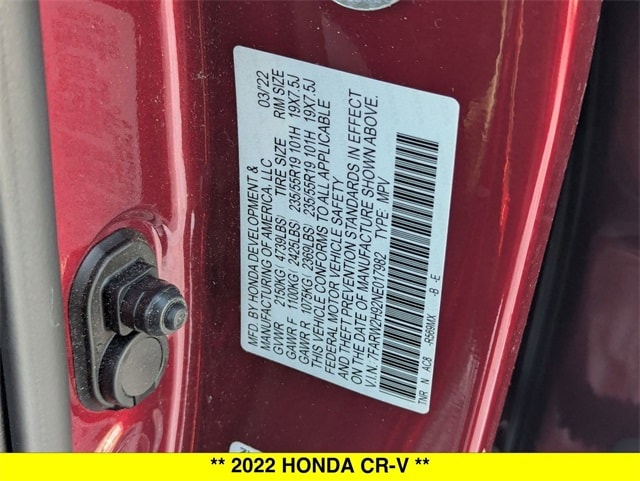 MFD. BY HONDA DEVELOPMENT & 03/22
MANUFACTURING OF AMERICA, LLC
GVWR 2150KG( 4739LBS) TIRE SIZE RIM SIZE
GAWR F 1100KG( 2425LBS) 235/55R19 101H 19X7.5J
GAWR R 1075KG( 2369LBS) 235/55R19 101H 19X7.5J
THIS VEHICLE CONFORMS TO ALL APPLICABLE
FEDERAL MOTOR VEHICLE SAFETY
AND THEFT PREVENTION STANDARDS IN EFFECT
ON THE DATE OF MANUFACTURE SHOWN ABOVE.
V.I.N.: 7FARW2H92NE017982 TYPE: MPV
TNR N AC8 -R569MX -B -E
** 2022 HONDA CR-V **